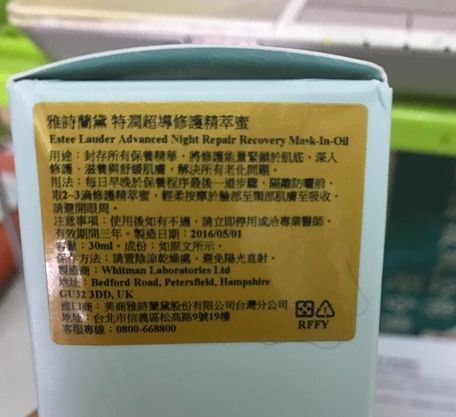 雅詩蘭黛 特潤超導修護精萃蜜
Estee Lauder Advanced Night Repair Recovery Mask-In-Oil
用途：封存所有保養精華，將修護能量緊鎖於肌底，深入
修護，滋養與舒緩肌膚，解決所有老化問題。
用法：每日早晚於保養程序最後一道步驟，隔離防曬前，
取2~3滴修護精萃蜜，輕柔按摩於臉部至頸部肌膚至吸收，
請避開眼周。
注意事項：使用後如有不適，請立即停用或洽專業醫師。
有效期間三年。製造日期：2016/05/01
容量：30ml。成份：如原文所示。
保存方法：請置陰涼乾燥處，避免陽光直射。
製造商：Whitman Laboratories Ltd
地址：Bedford Road, Petersfield, Hampshire
GU32 3DD, UK
進口商：美商雅詩蘭黛股份有限公司台灣分公司
地址：台北市信義區松高路9號19樓
客服專線：0800-668800
RFFY